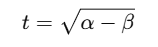 t = √(α − β)